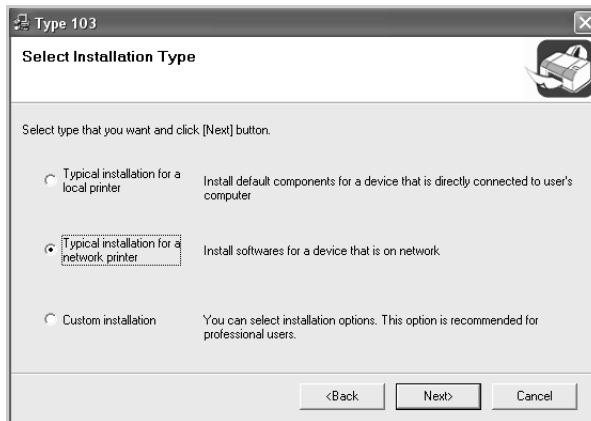 Type 103
Select Installation Type
Select type that you want and click [Next] button.
Typical installation for a
local printer
Install default components for a device that is directly connected to user's
computer
Typical installation for a
network printer
Install softwares for a device that is on network
Custom installation
You can select installation options. This option is recommended for
professional users.
<Back
Next>
Cancel